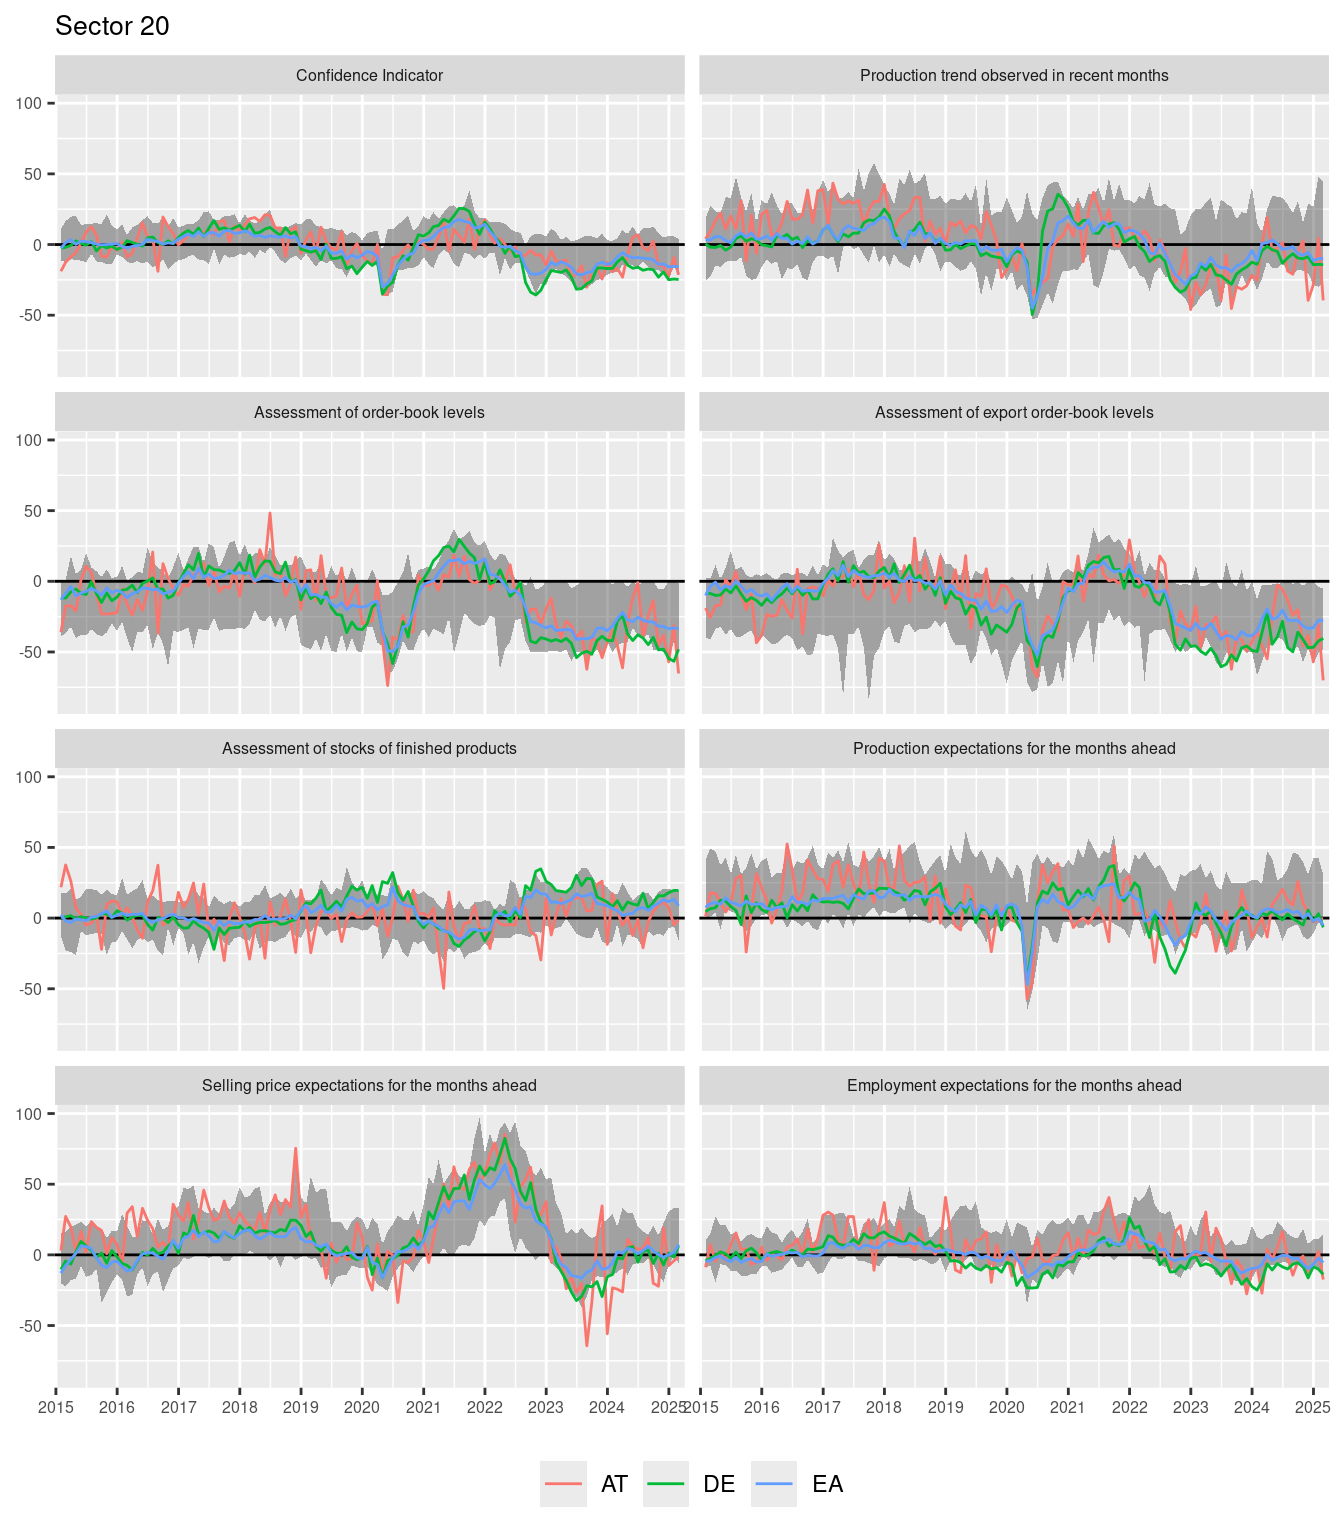 Sector 20
Confidence Indicator
Production trend observed in recent months
100
50
0
-50
Assessment of order-book levels
Assessment of export order-book levels
100
50
0
-50
Assessment of stocks of finished products
Production expectations for the months ahead
100
50
0
-50
Selling price expectations for the months ahead
Employment expectations for the months ahead
100
50
0
-50
2015 2016 2017 2018 2019 2020 2021 2022 2023 2024 2025 2015 2016 2017 2018 2019 2020 2021 2022 2023 2024 2025
AT DE EA